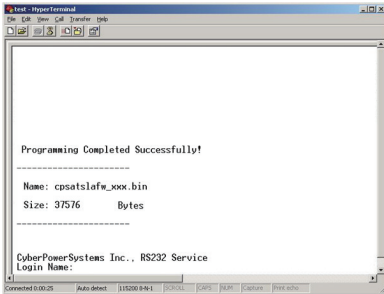 test - HyperTerminal
File Edit View Call Transfer Help
Programming Completed Successfully!
----------------------
Name: cpsatslafw_xxx.bin
Size: 37576 Bytes
----------------------
CyberPowerSystems Inc., RS232 Service
Login Name:
Connected 0:00:25 Auto detect 115200 8-N-1 SCROLL CAPS NUM Capture Print echo